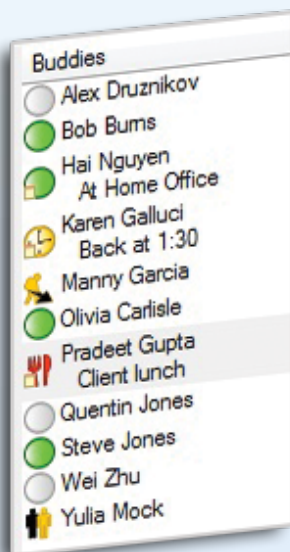 Buddies
Alex Druznikov
Bob Burns
Hai Nguyen
At Home Office
Karen Galluci
Back at 1:30
Manny Garcia
Olivia Carlisle
Pradeet Gupta
Client lunch
Quentin Jones
Steve Jones
Wei Zhu
Yulia Mock